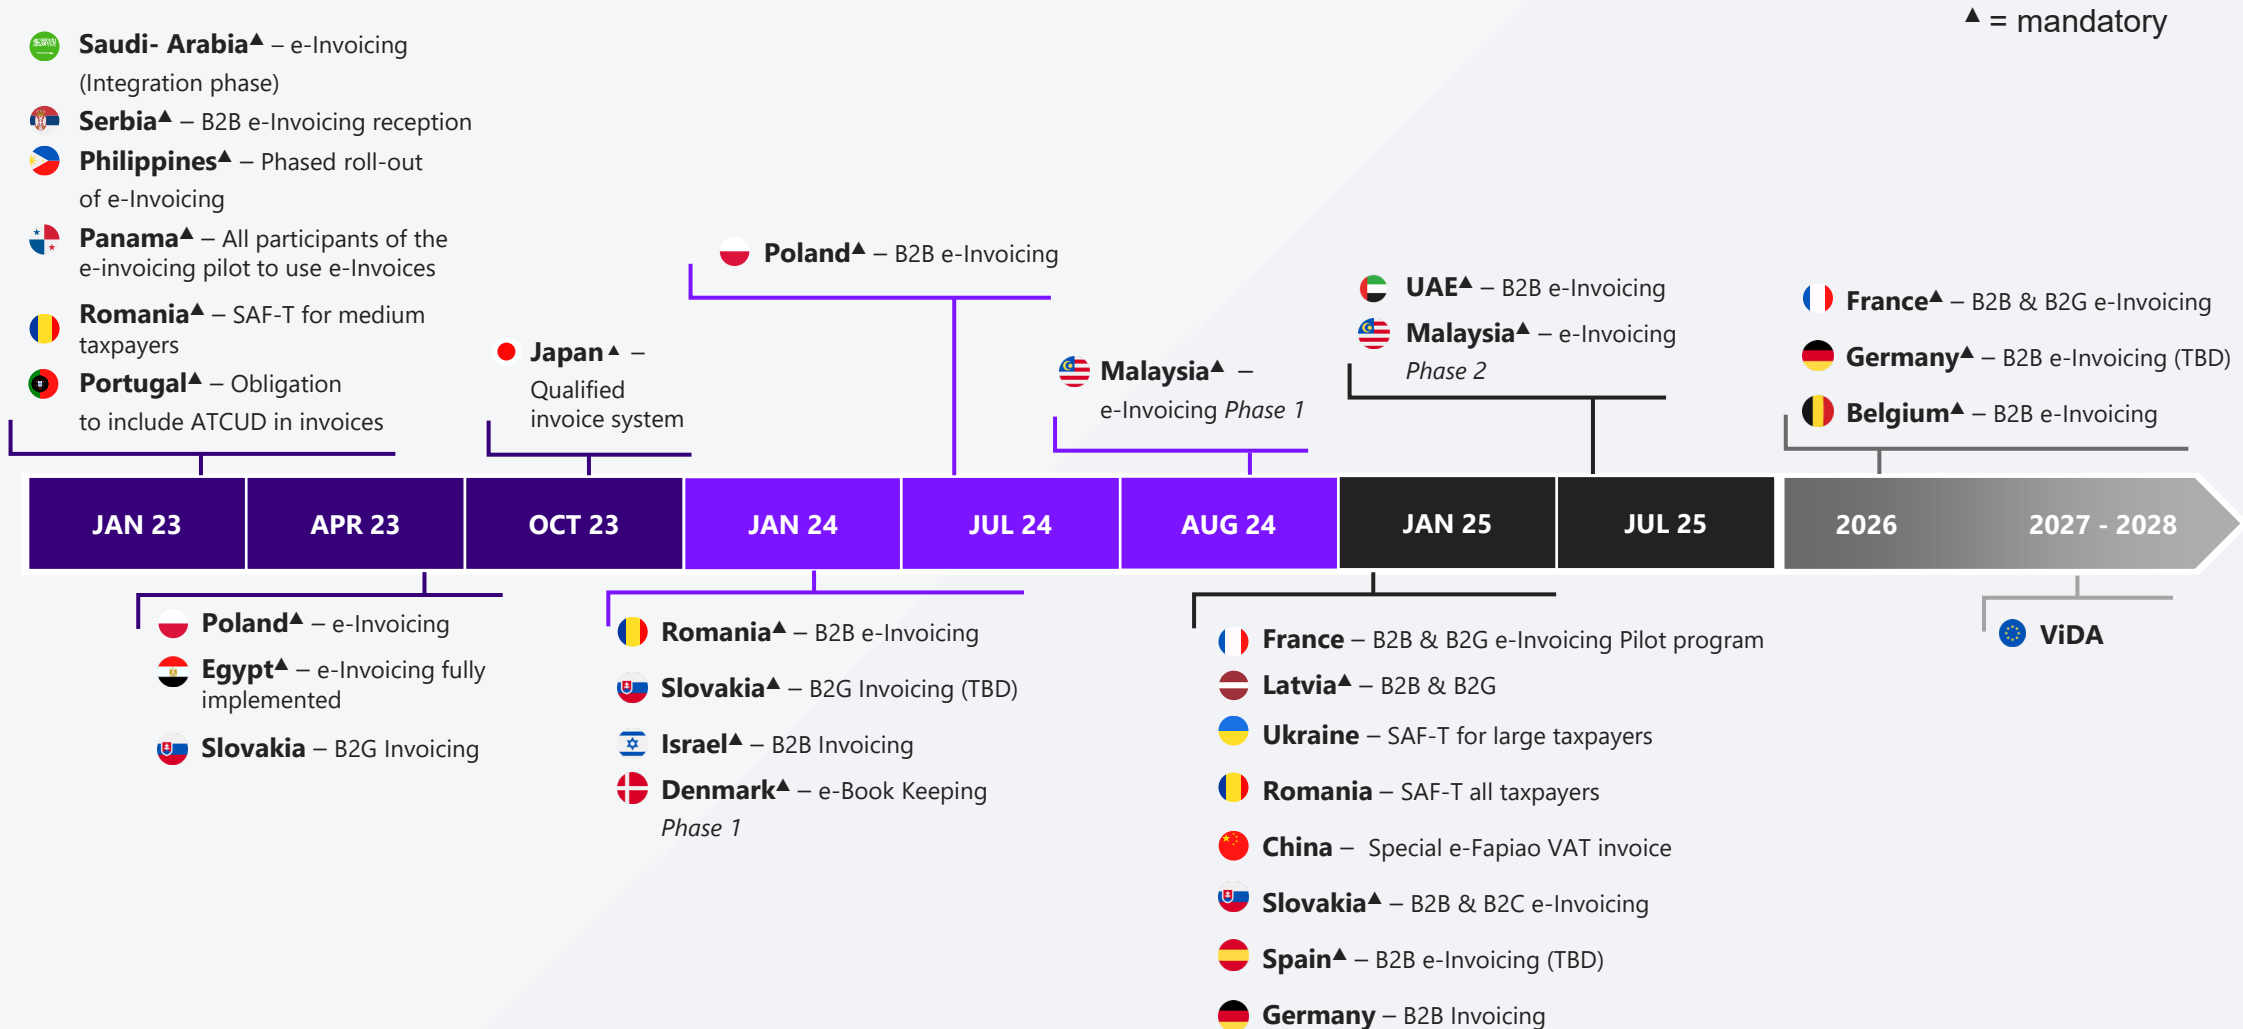 ▲ = mandatory
Saudi- Arabia▲ – e-Invoicing
(Integration phase)
Serbia▲ – B2B e-Invoicing reception
Philippines▲ – Phased roll-out
of e-Invoicing
Panama▲ – All participants of the
e-invoicing pilot to use e-Invoices
Romania▲ – SAF-T for medium
taxpayers
Portugal▲ – Obligation
to include ATCUD in invoices
Japan▲ –
Qualified
invoice system
Poland▲ – B2B e-Invoicing
Malaysia▲ –
e-Invoicing Phase 1
UAE▲ – B2B e-Invoicing
Malaysia▲ – e-Invoicing
Phase 2
France▲ – B2B & B2G e-Invoicing
Germany▲ – B2B e-Invoicing (TBD)
Belgium▲ – B2B e-Invoicing
JAN 23
APR 23
OCT 23
JAN 24
JUL 24
AUG 24
JAN 25
JUL 25
2026
2027 - 2028
Poland▲ – e-Invoicing
Egypt▲ – e-Invoicing fully
implemented
Slovakia – B2G Invoicing
Romania▲ – B2B e-Invoicing
Slovakia▲ – B2G Invoicing (TBD)
Israel▲ – B2B Invoicing
Denmark▲ – e-Book Keeping
Phase 1
France – B2B & B2G e-Invoicing Pilot program
Latvia▲ – B2B & B2G
Ukraine – SAF-T for large taxpayers
Romania – SAF-T all taxpayers
China – Special e-Fapiao VAT invoice
Slovakia▲ – B2B & B2C e-Invoicing
Spain▲ – B2B e-Invoicing (TBD)
Germany – B2B Invoicing
ViDA